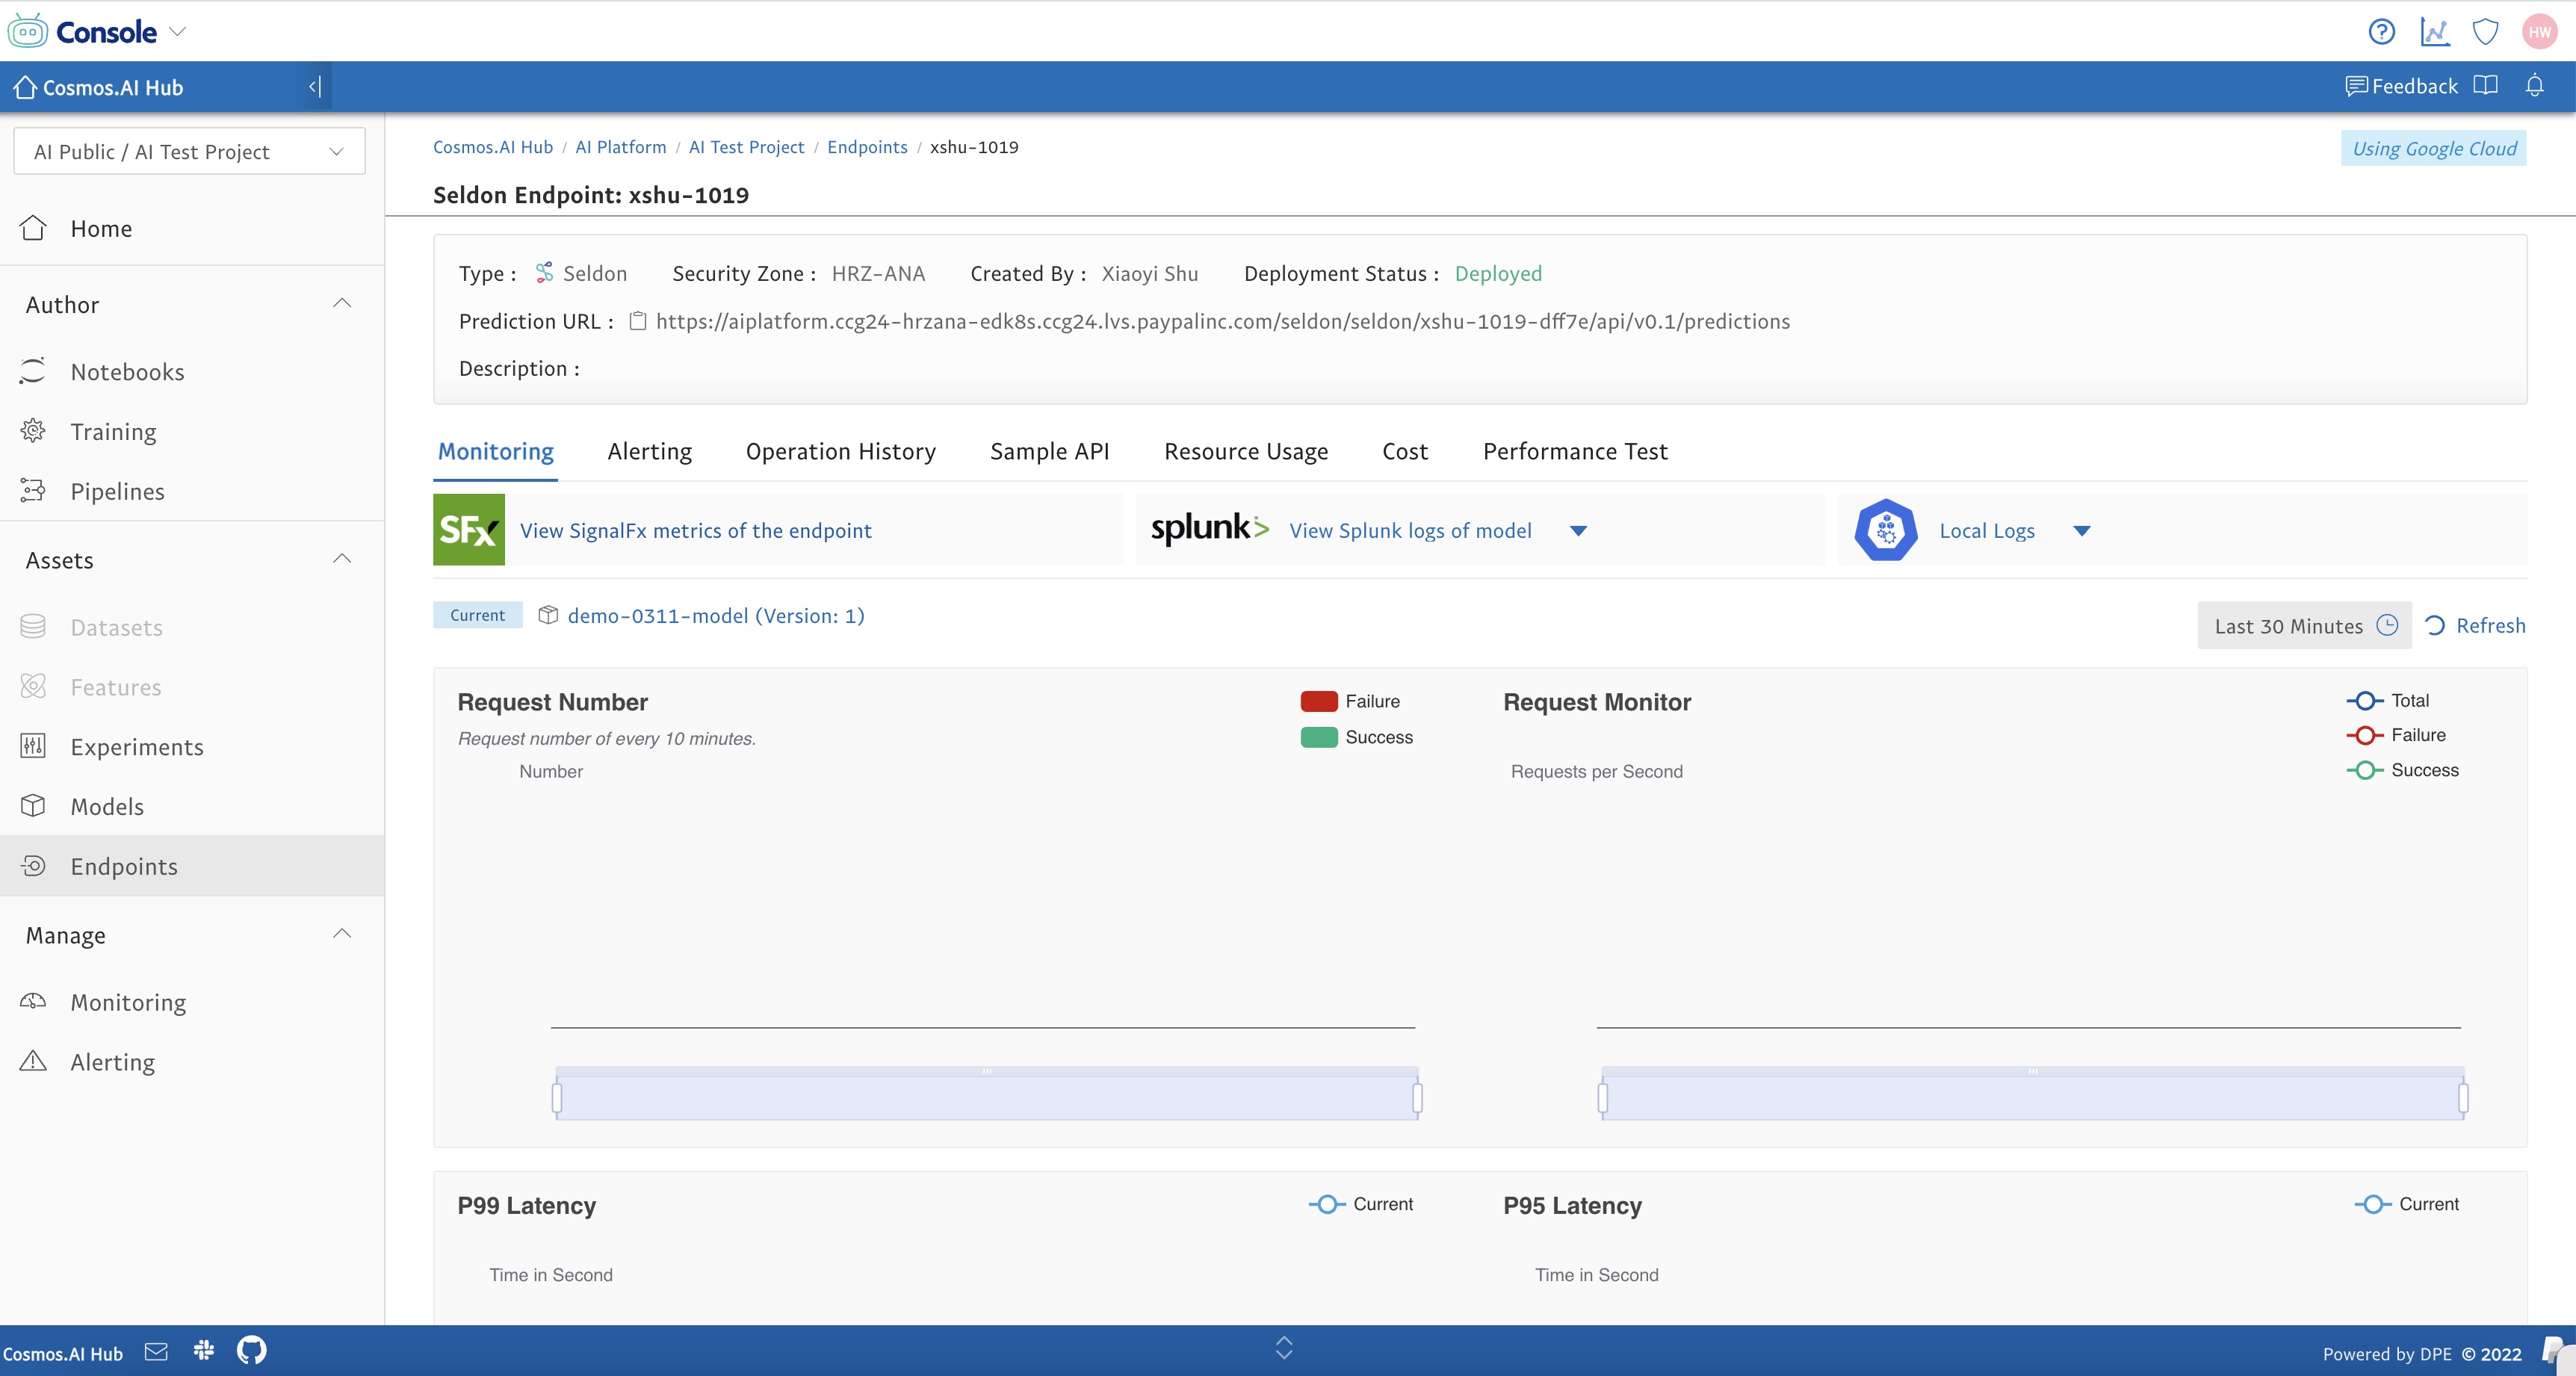 Console
HW
Cosmos.AI Hub
Feedback
AI Public / AI Test Project
Home
Author
Notebooks
Training
Pipelines
Assets
Datasets
Features
Experiments
Models
Endpoints
Manage
Monitoring
Alerting
Cosmos.AI Hub / AI Platform / AI Test Project / Endpoints / xshu-1019
Using Google Cloud
Seldon Endpoint: xshu-1019
Type : Seldon Security Zone : HRZ-ANA Created By : Xiaoyi Shu Deployment Status : Deployed
Prediction URL : https://aiplatform.ccg24-hrzana-edk8s.ccg24.lvs.paypalinc.com/seldon/seldon/xshu-1019-dff7e/api/v0.1/predictions
Description :
Monitoring Alerting Operation History Sample API Resource Usage Cost Performance Test
SFx View SignalFx metrics of the endpoint
splunk> View Splunk logs of model
Local Logs
Current demo-0311-model (Version: 1)
Last 30 Minutes Refresh
Request Number
Request number of every 10 minutes.
Number
Failure
Success
Request Monitor
Requests per Second
Total
Failure
Success
P99 Latency
Current
Time in Second
P95 Latency
Current
Time in Second
Cosmos.AI Hub
Powered by DPE © 2022